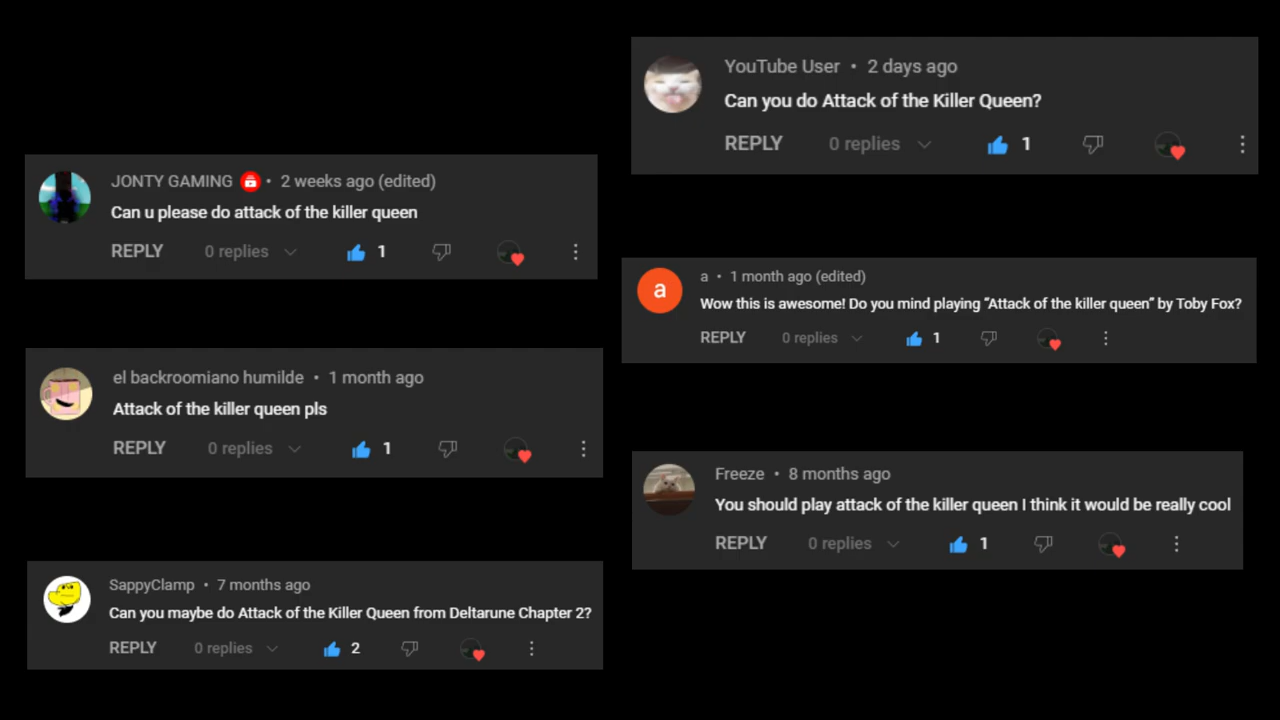 JONTY GAMING • 2 weeks ago (edited)
Can u please do attack of the killer queen
REPLY 0 replies 1
el backroomiano humilde • 1 month ago
Attack of the killer queen pls
REPLY 0 replies 1
SappyClamp • 7 months ago
Can you maybe do Attack of the Killer Queen from Deltarune Chapter 2?
REPLY 0 replies 2
YouTube User • 2 days ago
Can you do Attack of the Killer Queen?
REPLY 0 replies 1
a
a • 1 month ago (edited)
Wow this is awesome! Do you mind playing “Attack of the killer queen” by Toby Fox?
REPLY 0 replies 1
Freeze • 8 months ago
You should play attack of the killer queen I think it would be really cool
REPLY 0 replies 1